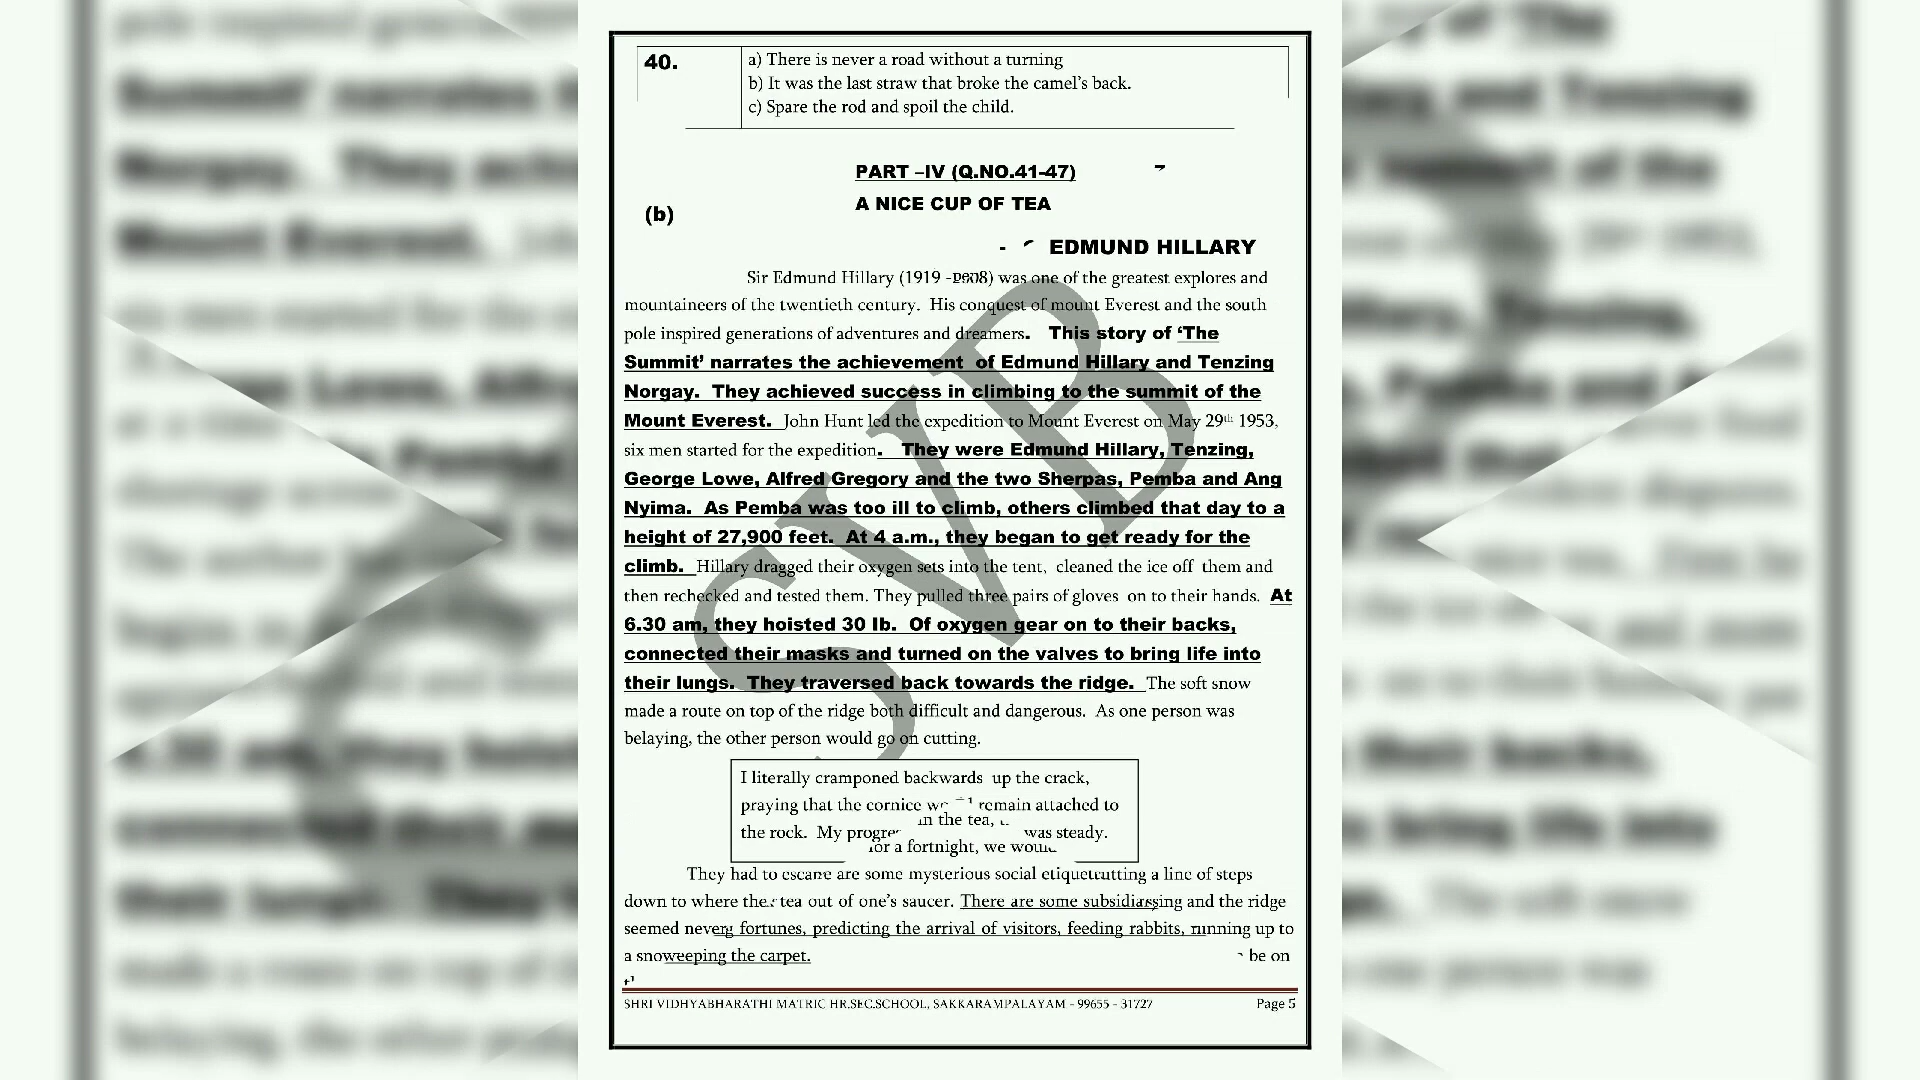 40.
a) There is never a road without a turning
b) It was the last straw that broke the camel's back.
c) Spare the rod and spoil the child.
PART –IV (Q.NO.41-47)
A NICE CUP OF TEA
(b)
- EDMUND HILLARY
Sir Edmund Hillary (1919 - was one of the greatest explores and
mountaineers of the twentieth century. His conquest of mount Everest and the south
pole inspired generations of adventures and dreamers. This story of ‘The
Summit’ narrates the achievement of Edmund Hillary and Tenzing
Norgay. They achieved success in climbing to the summit of the
Mount Everest. John Hunt led the expedition to Mount Everest on May 29th 1953,
six men started for the expedition. They were Edmund Hillary, Tenzing,
George Lowe, Alfred Gregory and the two Sherpas, Pemba and Ang
Nyima. As Pemba was too ill to climb, others climbed that day to a
height of 27,900 feet. At 4 a.m., they began to get ready for the
climb. Hillary dragged their oxygen sets into the tent, cleaned the ice off them and
then rechecked and tested them. They pulled three pairs of gloves on to their hands. At
6.30 am, they hoisted 30 lb. Of oxygen gear on to their backs,
connected their masks and turned on the valves to bring life into
their lungs. They traversed back towards the ridge. The soft snow
made a route on top of the ridge both difficult and dangerous. As one person was
belaying, the other person would go on cutting.
I literally cramponed backwards up the crack,
praying that the cornice remain attached to
in the tea,
the rock. My was steady.
for a fortnight, we would
They had to are some mysterious social a line of steps
down to where tea out of one's saucer. There are some and the ridge
seemed fortunes, predicting the arrival of visitors, feeding rabbits, running up to
a the carpet. be on
SHRI VIDHYABHARATHI MATRIC HR.SEC.SCHOOL, SAKKARAMPALAYAM - 99655 - 31727 Page 5
SVB